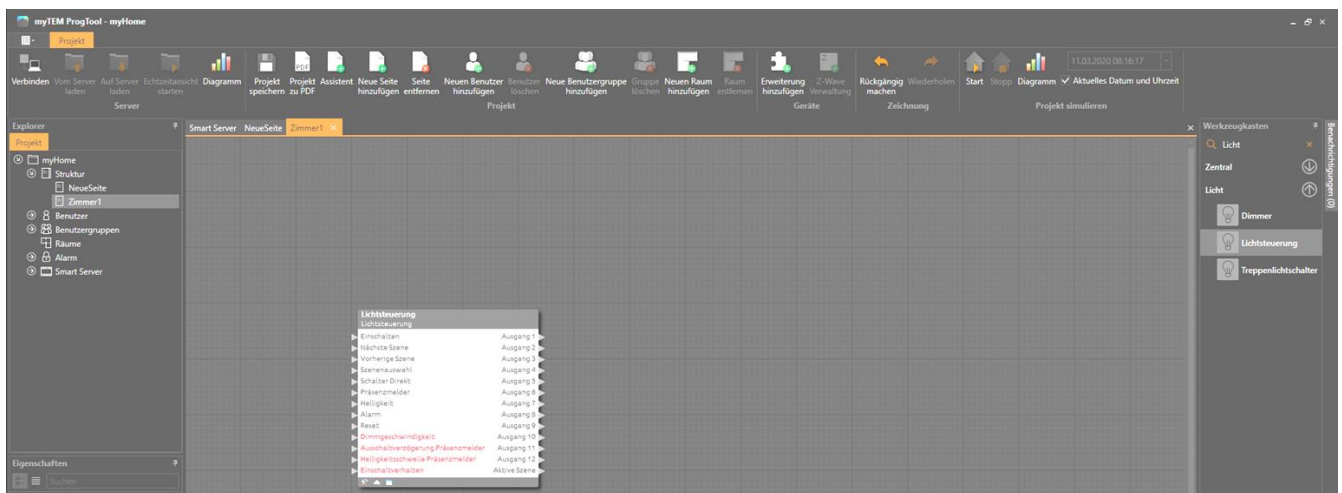 myTEM ProgTool - myHome
Projekt
Verbinden
Vom Server laden
Auf Server laden
Echtzeitansicht starten
Diagramm
Projekt speichern
Projekt zu PDF
Assistent
Neue Seite hinzufügen
Seite entfernen
Neuen Benutzer hinzufügen
Benutzer löschen
Neue Benutzergruppe hinzufügen
Gruppe löschen
Neuen Raum hinzufügen
Raum entfernen
Erweiterung hinzufügen
Z-Wave Verwaltung
Rückgängig machen
Wiederholen
Start
Stopp
Diagramm
11.03.2020 08:16:17
Aktuelles Datum und Uhrzeit
Server
Projekt
Geräte
Zeichnung
Projekt simulieren
Explorer
Projekt
myHome
Struktur
NeueSeite
Zimmer1
Benutzer
Benutzergruppen
Räume
Alarm
Smart Server
Eigenschaften
Suchen
Smart Server NeueSeite Zimmer1
Lichtsteuerung
Lichtsteuerung
Einschalten Ausgang 1
Nächste Szene Ausgang 2
Vorherige Szene Ausgang 3
Szenenauswahl Ausgang 4
Schalter Direkt Ausgang 5
Präsenzmelder Ausgang 6
Helligkeit Ausgang 7
Alarm Ausgang 8
Reset Ausgang 9
Dimmgeschwindigkeit Ausgang 10
Ausschaltverzögerung Präsenzmelder Ausgang 11
Helligkeitsschwelle Präsenzmelder Ausgang 12
Einschaltverhalten Aktive Szene
Werkzeugkasten
Licht
Zentral
Licht
Dimmer
Lichtsteuerung
Treppenlichtschalter
Benachrichtigungen (0)